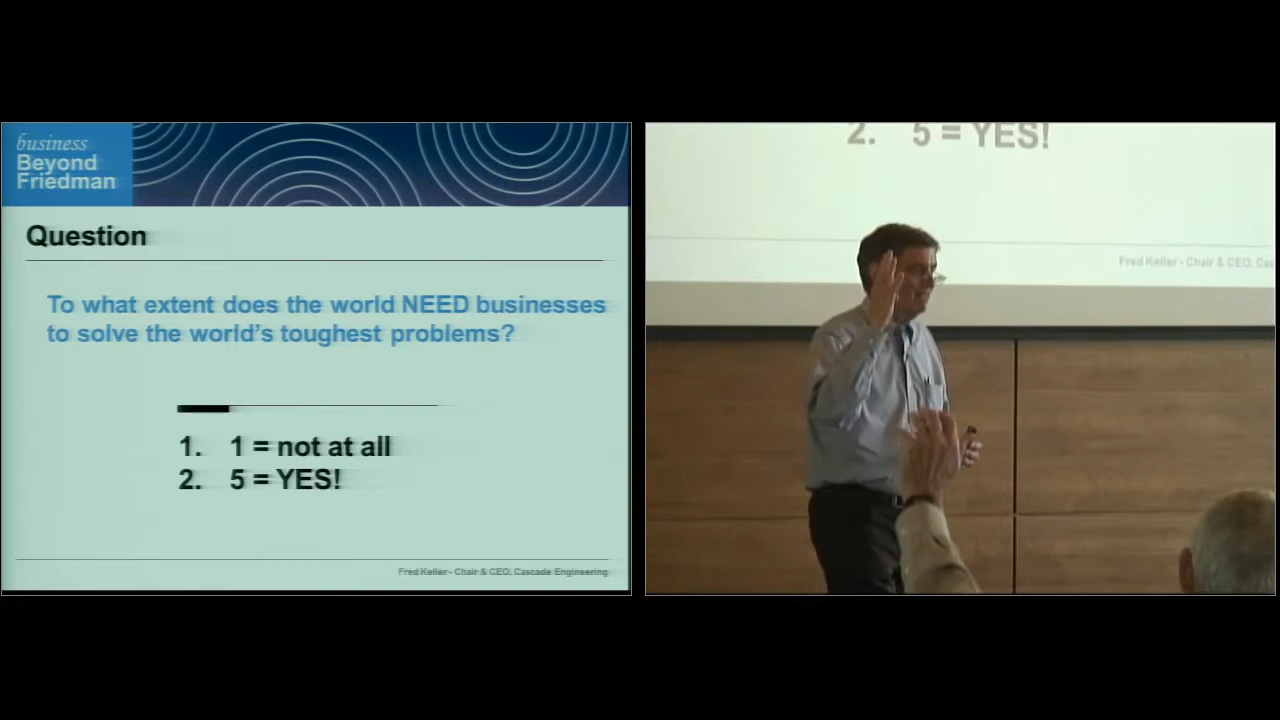 business
Beyond
Friedman
Question
To what extent does the world NEED businesses
to solve the world's toughest problems?
1. 1 = not at all
2. 5 = YES!
Fred Keller - Chair & CEO, Cascade Engineering
2. 5 = YES!
Fred Keller - Chair & CEO, Cas